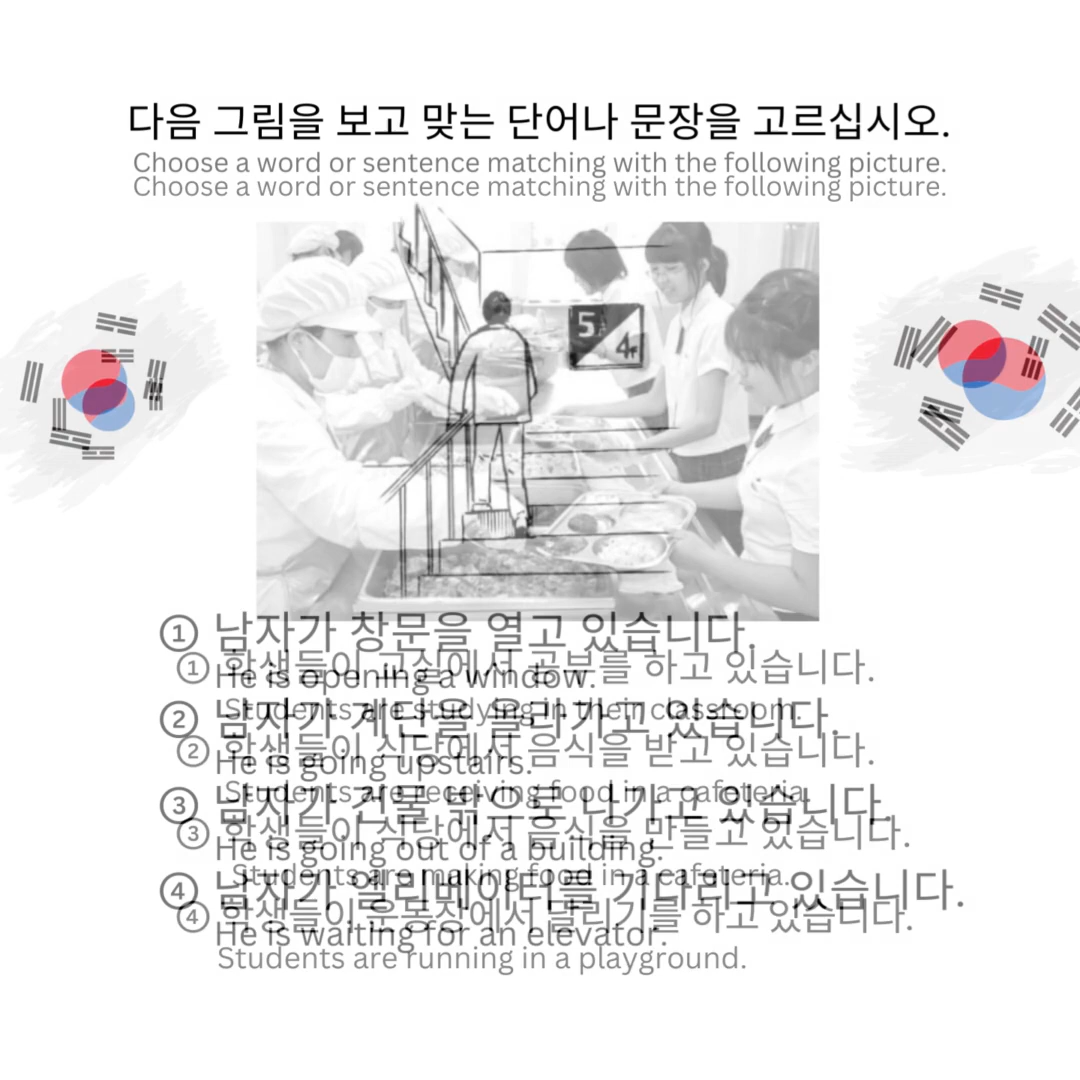 다음 그림을 보고 맞는 단어나 문장을 고르십시오.
Choose a word or sentence matching with the following picture.
Choose a word or sentence matching with the following picture.
5
4F
① 남자가 창문을 열고 있습니다.
① 학생들이 교실에서 공부를 하고 있습니다.
He is opening a window.
Students are studying in their classroom.
② 남자가 계단을 올라가고 있습니다.
② 학생들이 식당에서 음식을 받고 있습니다.
He is going upstairs.
Students are receiving food in a cafeteria.
③ 남자가 건물 밖으로 나가고 있습니다.
③ 학생들이 식당에서 음식을 만들고 있습니다.
He is going out of a building.
Students are making food in a cafeteria.
④ 남자가 엘리베이터를 기다리고 있습니다.
④ 학생들이 운동장에서 달리기를 하고 있습니다.
He is waiting for an elevator.
Students are running in a playground.